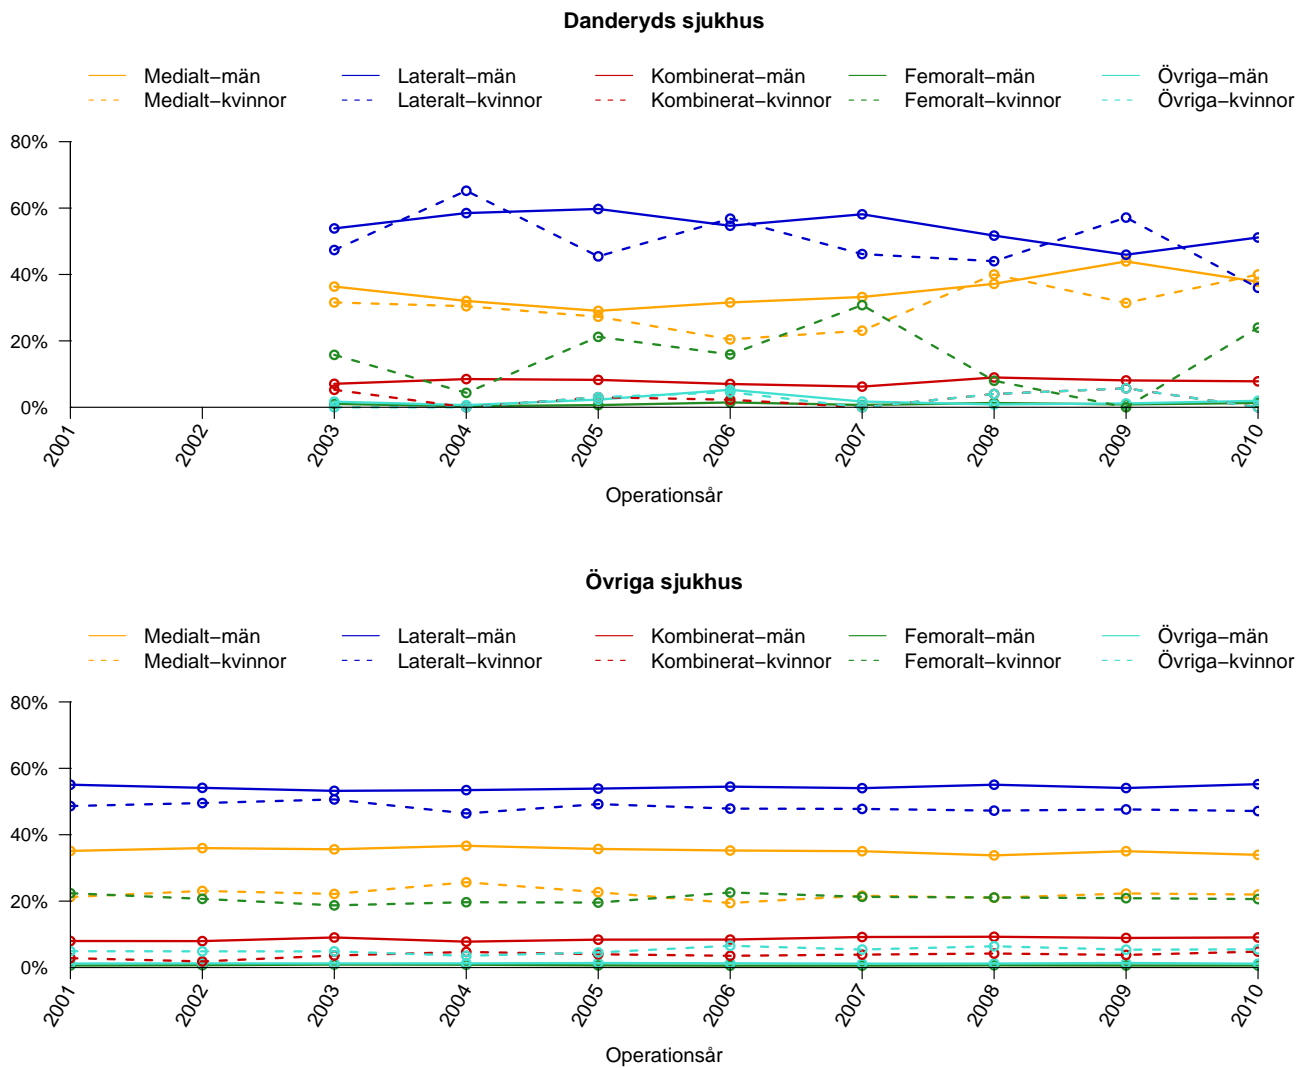 Danderyds sjukhus
Medialt−män Lateralt−män Kombinerat−män Femoralt−män Övriga−män
Medialt−kvinnor Lateralt−kvinnor Kombinerat−kvinnor Femoralt−kvinnor Övriga−kvinnor
80%
60%
40%
20%
0%
2001 2002 2003 2004 2005 2006 2007 2008 2009 2010
Operationsår
Övriga sjukhus
Medialt−män Lateralt−män Kombinerat−män Femoralt−män Övriga−män
Medialt−kvinnor Lateralt−kvinnor Kombinerat−kvinnor Femoralt−kvinnor Övriga−kvinnor
80%
60%
40%
20%
0%
2001 2002 2003 2004 2005 2006 2007 2008 2009 2010
Operationsår